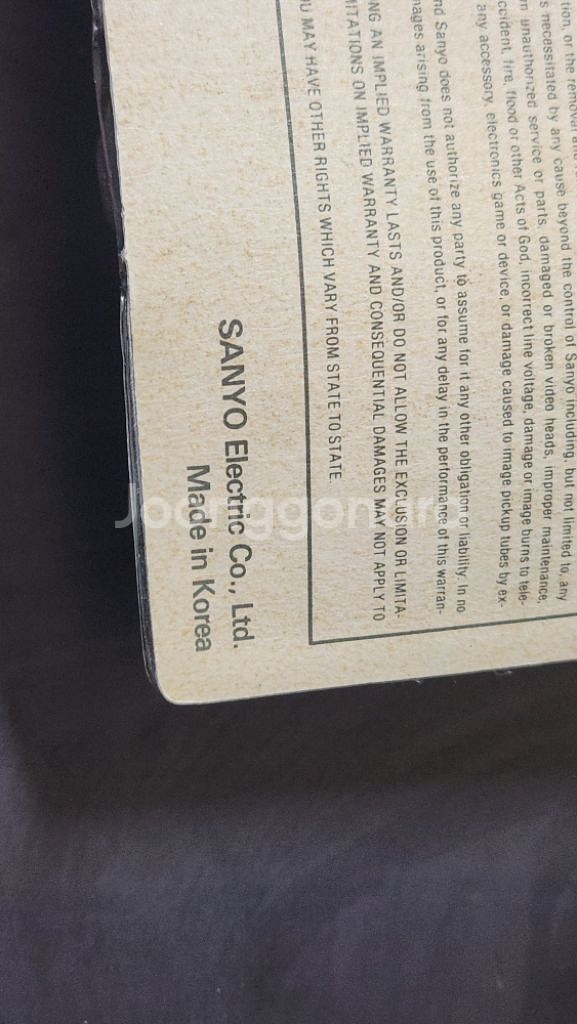 tion, or the removal
s necessitated by any cause beyond the control of Sanyo including, but not limited to, any
n unauthorized service or parts, damaged or broken video heads, improper maintenance,
ccident, fire, flood or other Acts of God, incorrect line voltage, damage or image burns to tele-
any accessory, electronics game or device, or damage caused to image pickup tubes by ex-
nd Sanyo does not authorize any party to assume for it any other obligation or liability. In no
mages arising from the use of this product, or for any delay in the performance of this warran-
NG AN IMPLIED WARRANTY LASTS AND/OR DO NOT ALLOW THE EXCLUSION OR LIMITA-
MITATIONS ON IMPLIED WARRANTY AND CONSEQUENTIAL DAMAGES MAY NOT APPLY TO
OU MAY HAVE OTHER RIGHTS WHICH VARY FROM STATE TO STATE.
SANYO Electric Co., Ltd.
Made in Korea
Joonggonara